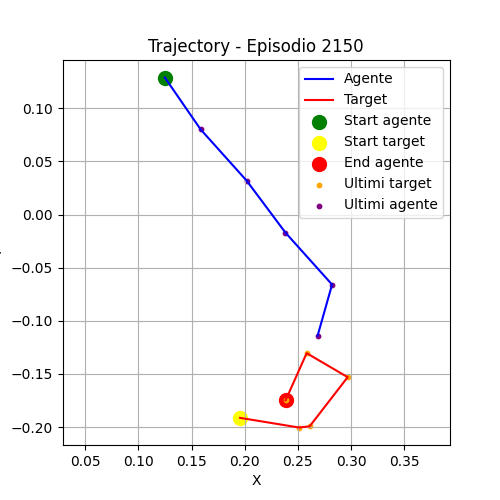 Trajectory - Episodio 2150
Agente
Target
Start agente
Start target
End agente
Ultimi target
Ultimi agente
0.10
0.05
0.00
−0.05
−0.10
−0.15
−0.20
0.05 0.10 0.15 0.20 0.25 0.30 0.35
X